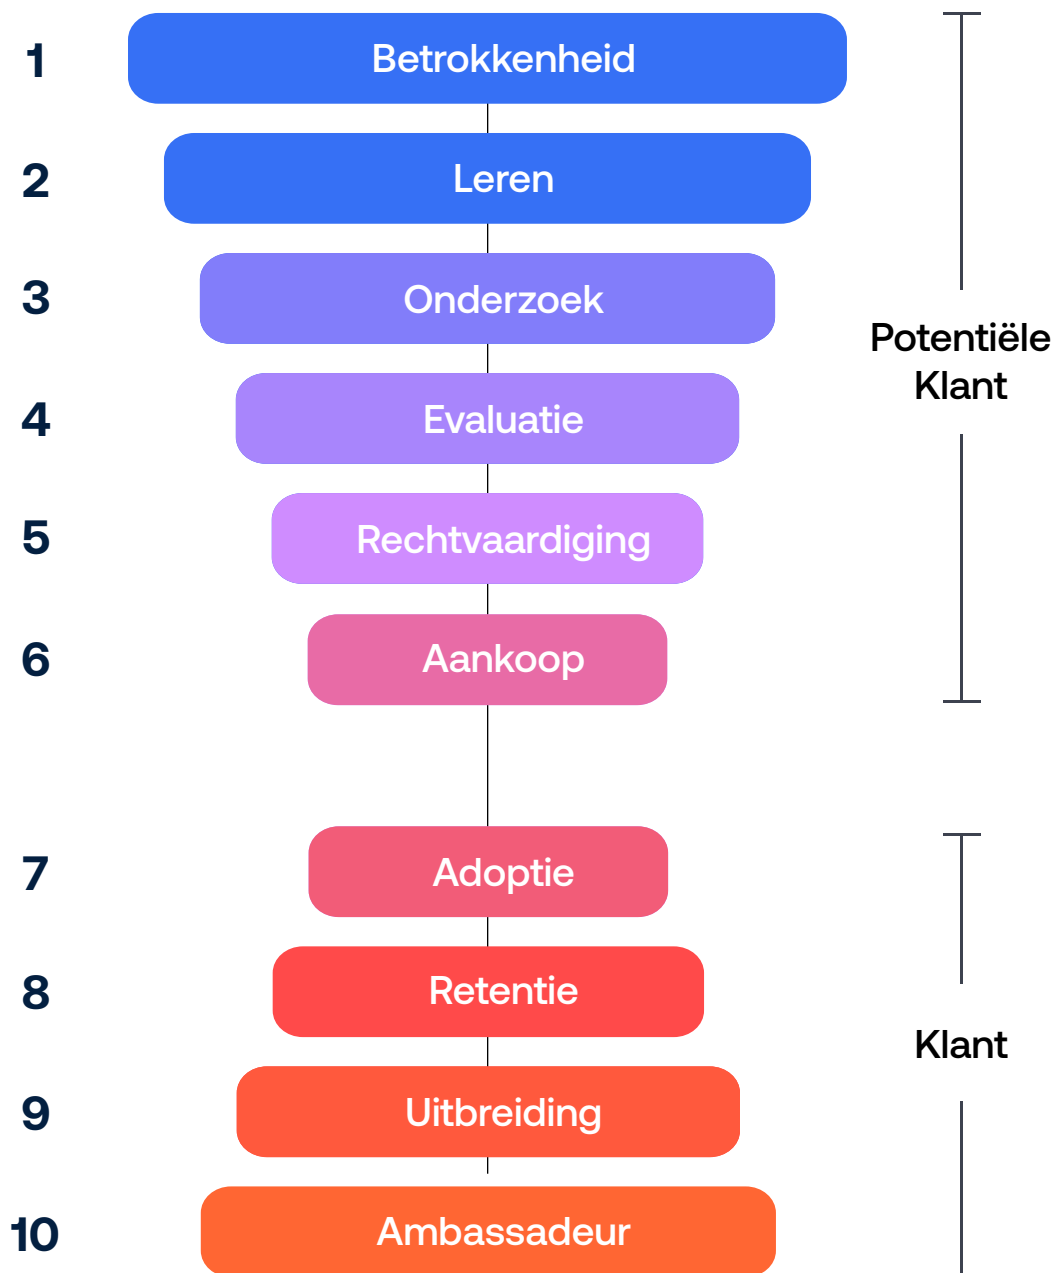 1
Betrokkenheid
2
Leren
3
Onderzoek
Potentiële
Klant
4
Evaluatie
5
Rechtvaardiging
6
Aankoop
7
Adoptie
8
Retentie
Klant
9
Uitbreiding
10
Ambassadeur